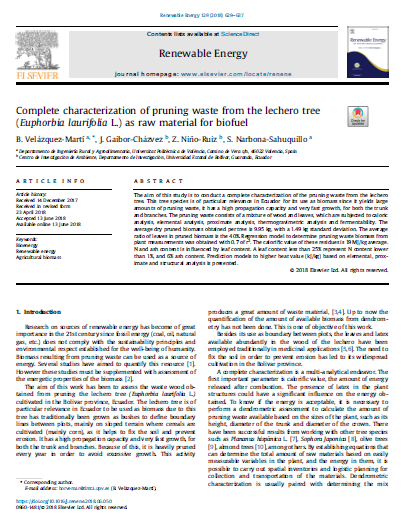 Renewable Energy 129 (2018) 629–637
Contents lists available at ScienceDirect
Renewable Energy
journal homepage: www.elsevier.com/locate/renene
ELSEVIER
Complete characterization of pruning waste from the lechero tree
(Euphorbia laurifolia L.) as raw material for biofuel
B. Velázquez-Martí a, *, J. Gaibor-Cházvez b, Z. Niño-Ruiz b, S. Narbona-Sahuquillo a
a Departamento de Ingeniería Rural y Agroalimentaria, Universitat Politècnica de València, Camino de Vera s/n, 46022 Valencia, Spain
b Centro de Investigación de Ambiente, Departamento de Investigación, Universidad Estatal de Bolívar, Guaranda, Ecuador
ARTICLE INFO
Article history:
Received 14 December 2017
Received in revised form
23 April 2018
Accepted 13 June 2018
Available online 13 June 2018
Keywords:
Bioenergy
Renewable energy
Agricultural biomass
ABSTRACT
The aim of this study is to conduct a complete characterization of the pruning waste from the lechero
tree. This tree species is of particular relevance in Ecuador for its use as biomass since it yields large
amounts of pruning waste, it has a high propagation capacity and very fast growth, for both the trunk
and branches. The pruning waste consists of a mixture of wood and leaves, which are subjected to caloric
analysis, elemental analysis, proximate analysis, thermogravimetric analysis and fermentability. The
average dry pruned biomass obtained per tree is 9.95 kg, with a 1.49 kg standard deviation. The average
ratio of leaves in pruned biomass is the 4.05%. Regression model to determine pruning waste biomass from
plant measurements was obtained with 0.7 of r². The calorific value of these residues is 19 MJ/kg average.
N and ash content is influenced by leaf content. A leaf content less than 25% represent N content lower
than 1%, and 6% ash content. Prediction models to higher heat value (kJ/kg) based on elemental, prox-
imate and structural analysis is presented.
© 2018 Elsevier Ltd. All rights reserved.
1. Introduction
Research on sources of renewable energy has become of great
importance in the 21st century since fossil energy (coal, oil, natural
gas, etc.) does not comply with the sustainability principles and
environmental respect established for the well-being of humanity.
Biomass resulting from pruning waste can be used as a source of
energy. Several studies have aimed to quantify this resource [1].
However these studies must be supplemented with assessment of
the energetic properties of the biomass [2].
The aim of this work has been to assess the waste wood ob-
tained from pruning the lechero tree (Euphorbia laurifolia L.)
cultivated in the Bolivar province, Ecuador. The lechero tree is of
particular relevance in Ecuador to be used as biomass due to this
tree has traditionally been grown as bushes to define boundary
lines between plots, mainly on sloped terrain where cereals are
cultivated (mainly corn), as it helps to fix the soil and prevent
erosion. It has a high propagation capacity and very fast growth, for
both the trunk and branches. Because of this, it is heavily pruned
every year in order to avoid excessive growth. This activity
produces a great amount of waste material, [3,4]. Up to now the
quantification of the amount of available biomass from dendrom-
etry has not been done. This is one of objective of this work.
Besides its use as boundary between plots, the leaves and latex
available abundantly in the wood of the lechero have been
employed traditionally in medicinal applications [5,6]. The need to
fix the soil in order to prevent erosion has led to its widespread
cultivation in the Bolivar province.
A complete characterization is a multi-analytical endeavor. The
first important parameter is calorific value, the amount of energy
released after combustion. The presence of latex in the plant
structures could have a significant influence on the energy ob-
tained. To know if the energy is acceptable, it is necessary to
perform a dendrometric assessment to calculate the amount of
pruning waste available based on the sizes of the plant, such as its
height, diameter of the trunk and diameter of the crown. There
have been successful results from working with other tree species
such as Platanus hispánica L. [7], Sophora japonica [8], olive trees
[9], almond trees [10], among others. By establishing equations that
can determine the total amount of raw materials based on easily
measurable variables in the plant, and the energy in them, it is
possible to carry out spatial inventories and logistic planning for
collection and transportation of the materials. Dendrometric
characterization is usually paired with determining the mix
* Corresponding author.
E-mail address: borvemar@dmta.upv.es (B. Velázquez-Martí).
https://doi.org/10.1016/j.renene.2018.06.050
0960-1481/© 2018 Elsevier Ltd. All rights reserved.